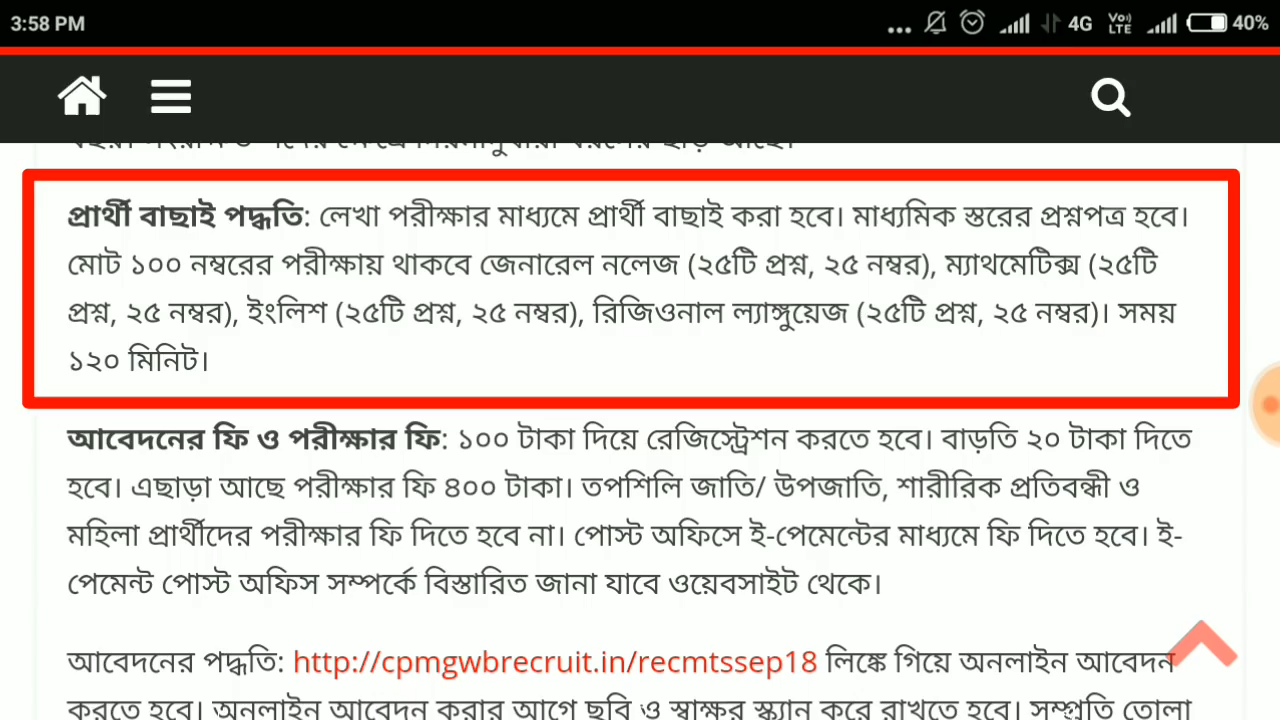 3:58 PM
... 4G Vo) LTE 40%
প্রার্থী বাছাই পদ্ধতি: লেখা পরীক্ষার মাধ্যমে প্রার্থী বাছাই করা হবে। মাধ্যমিক স্তরের প্রশ্নপত্র হবে।
মোট ১০০ নম্বরের পরীক্ষায় থাকবে জেনারেল নলেজ (২৫টি প্রশ্ন, ২৫ নম্বর), ম্যাথমেটিক্স (২৫টি
প্রশ্ন, ২৫ নম্বর), ইংলিশ (২৫টি প্রশ্ন, ২৫ নম্বর), রিজিওনাল ল্যাঙ্গুয়েজ (২৫টি প্রশ্ন, ২৫ নম্বর)। সময়
১২০ মিনিট।
আবেদনের ফি ও পরীক্ষার ফি: ১০০ টাকা দিয়ে রেজিস্ট্রেশন করতে হবে। বাড়তি ২০ টাকা দিতে
হবে। এছাড়া আছে পরীক্ষার ফি ৪০০ টাকা। তপশিলি জাতি/ উপজাতি, শারীরিক প্রতিবন্ধী ও
মহিলা প্রার্থীদের পরীক্ষার ফি দিতে হবে না। পোস্ট অফিসে ই-পেমেন্টের মাধ্যমে ফি দিতে হবে। ই-
পেমেন্ট পোস্ট অফিস সম্পর্কে বিস্তারিত জানা যাবে ওয়েবসাইট থেকে।
আবেদনের পদ্ধতি: http://cpmgwbrecruit.in/recmtssep18 লিঙ্কে গিয়ে অনলাইন আবেদন
করতে হবে। অনলাইন আবেদন করার আগে ছবি ও স্বাক্ষর স্ক্যান করে রাখতে হবে। সম্প্রতি তোলা